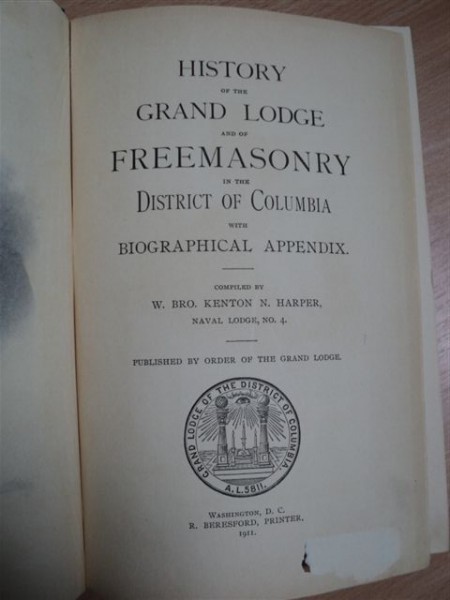 HISTORY
OF THE
GRAND LODGE
AND OF
FREEMASONRY
IN THE
DISTRICT OF COLUMBIA
WITH
BIOGRAPHICAL APPENDIX.
COMPILED BY
W. BRO. KENTON N. HARPER,
NAVAL LODGE, NO. 4.
PUBLISHED BY ORDER OF THE GRAND LODGE.
GRAND LODGE OF THE DISTRICT OF COLUMBIA.
A.L. 5811.
WASHINGTON, D. C.
R. BERESFORD, PRINTER,
1911.